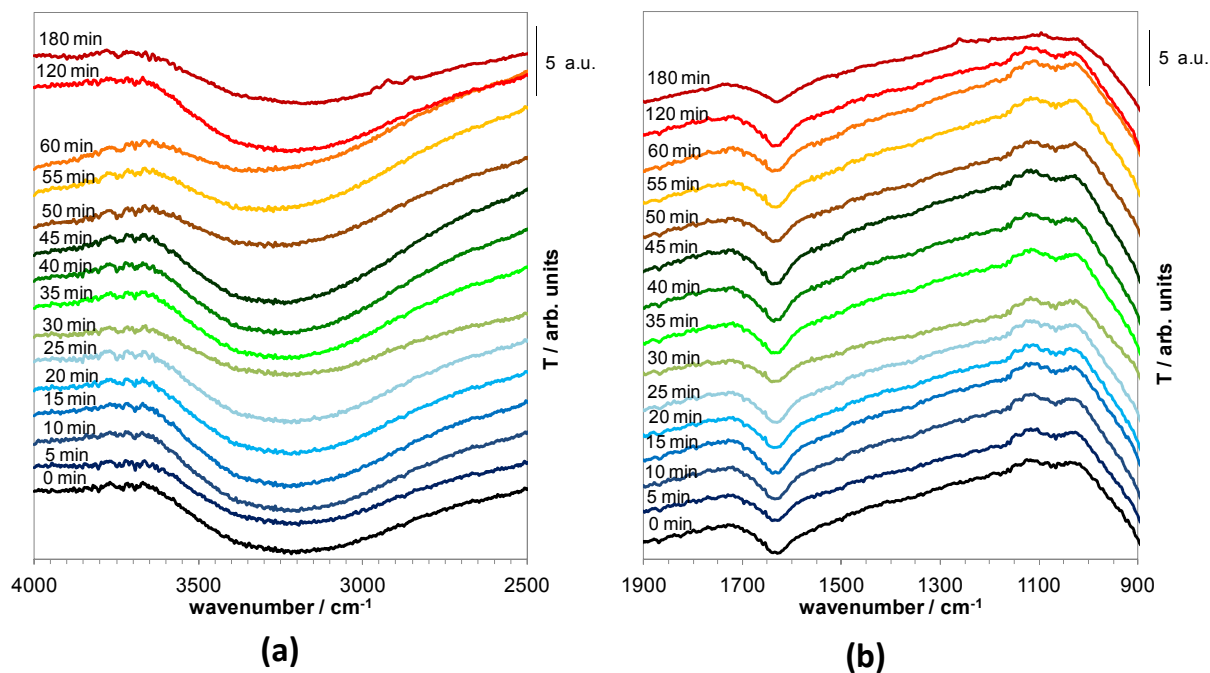 180 min
120 min
60 min
55 min
50 min
45 min
40 min
35 min
30 min
25 min
20 min
15 min
10 min
5 min
0 min
5 a.u.
T / arb. units
4000 3500 3000 2500
wavenumber / cm-1
(a)
180 min
120 min
60 min
55 min
50 min
45 min
40 min
35 min
30 min
25 min
20 min
15 min
10 min
5 min
0 min
5 a.u.
T / arb. units
1900 1700 1500 1300 1100 900
wavenumber / cm-1
(b)